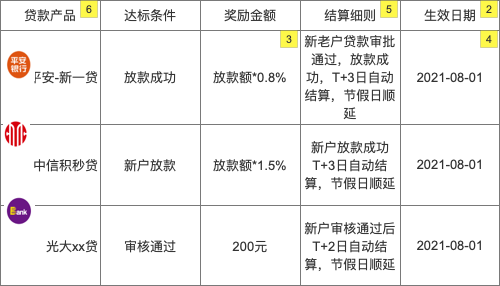 贷款产品 6 达标条件 奖励金额 结算细则 5 生效日期 2
平安银行
平安-新一贷 放款成功 放款额*0.8% 3
新老户贷款审批
通过，放款成
功，T+3日自动
结算，节假日顺
延
2021-08-01 4
中信积秒贷 新户放款 放款额*1.5%
新户放款成功
T+3日自动结
算，节假日顺延
2021-08-01
Bank
光大xx贷 审核通过 200元
新户审核通过后
T+2日自动结
算，节假日顺延
2021-08-01